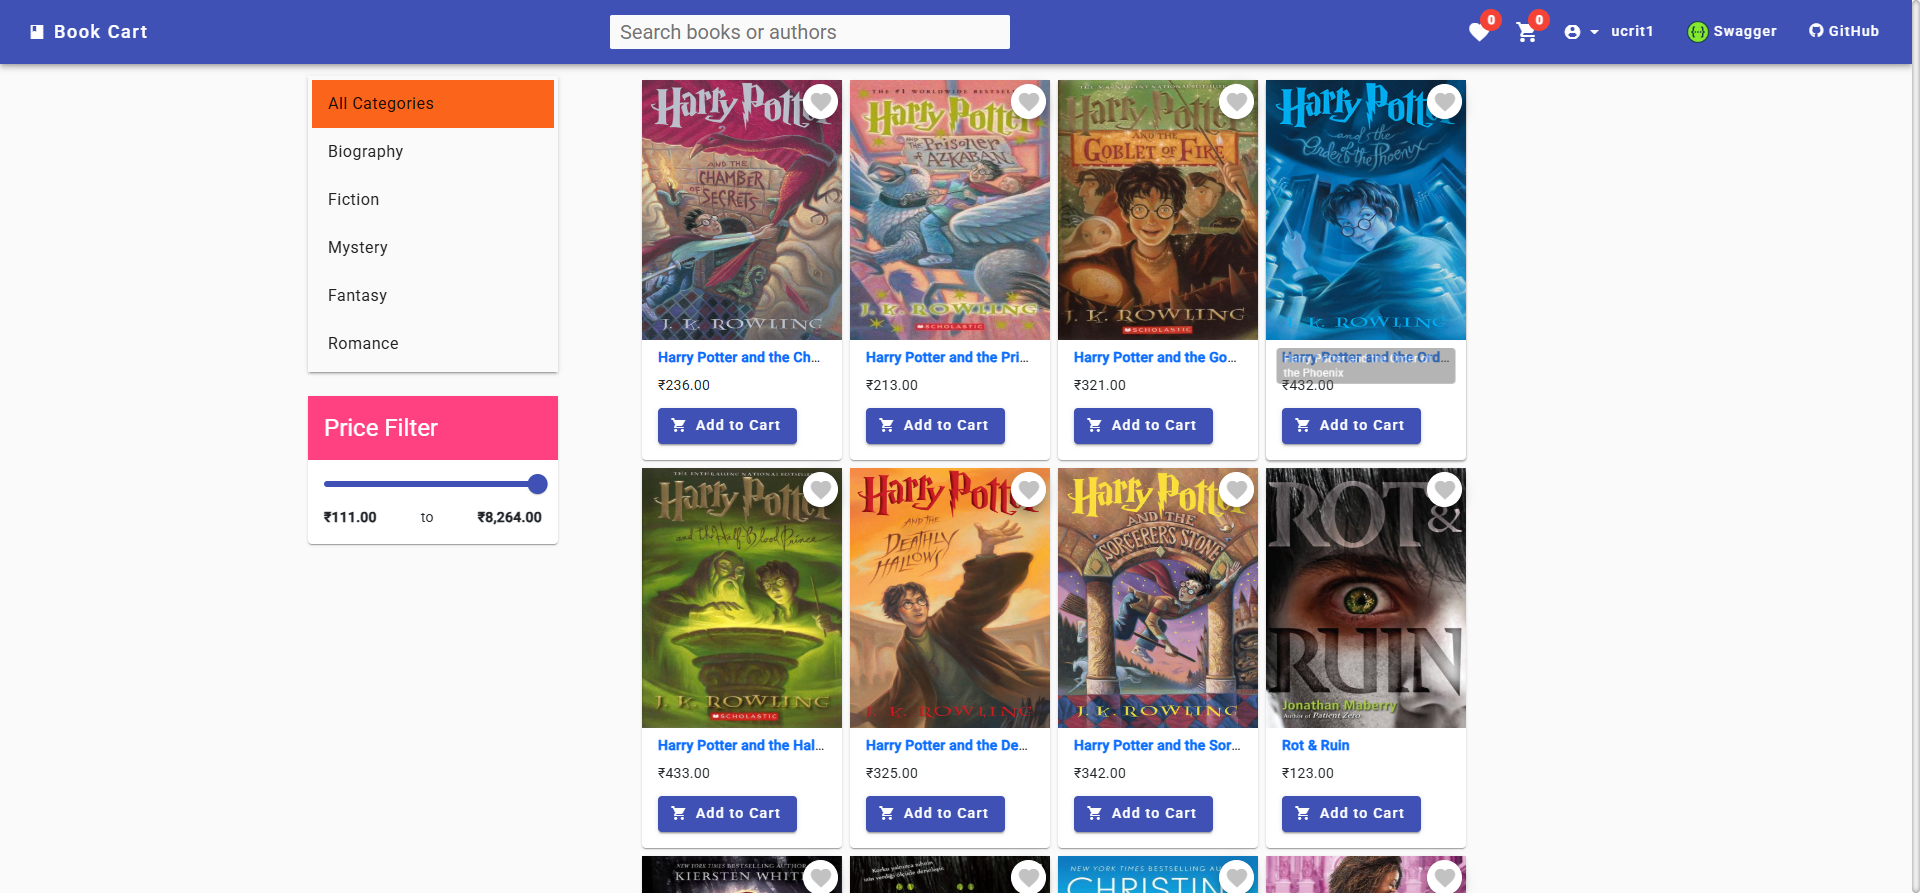 Book Cart
Search books or authors
0
0
ucrit1
Swagger
GitHub
All Categories
Biography
Fiction
Mystery
Fantasy
Romance
Price Filter
₹111.00 to ₹8,264.00
Harry Pott
AND THE
CHAMBER
OF
SECRETS
J. K. ROWLING
Harry Potter and the Ch...
₹236.00
Add to Cart
THE #1 WORLDWIDE BESTSEL
Harry Potter
AND THE
Prisoner
of AZKABAN
J. K. ROWLING
SCHOLASTIC
Harry Potter and the Pri...
₹213.00
Add to Cart
Harry Potter
AND THE
GOBLET OF FIRE
J. K. ROWLING
SCHOLASTIC
Harry Potter and the Go...
₹321.00
Add to Cart
Harry Pott
and the
Order of the Phoenix
J. K. ROWLING
Harry Potter and the Ord...
the Phoenix
₹432.00
Add to Cart
Harry Pott
and the Half-Blood Prince
J. K. ROWLING
SCHOLASTIC
Harry Potter and the Hal...
₹433.00
Add to Cart
Harry Pott
AND THE
DEATHLY
HALLOWS
J. K. ROWLING
Harry Potter and the De...
₹325.00
Add to Cart
Harry Pott
AND THE
SORCERERS STONE
J. K. ROWLING
Harry Potter and the Sor...
₹342.00
Add to Cart
ROT &
RUIN
Jonathan Maberry
Author of Patient Zero
Rot & Ruin
₹123.00
Add to Cart
NEW YORK TIMES BESTSELLING AUTHOR
KIERSTEN WHIT
NEW YORK TIMES BESTSELLING AU
CHRISTIN